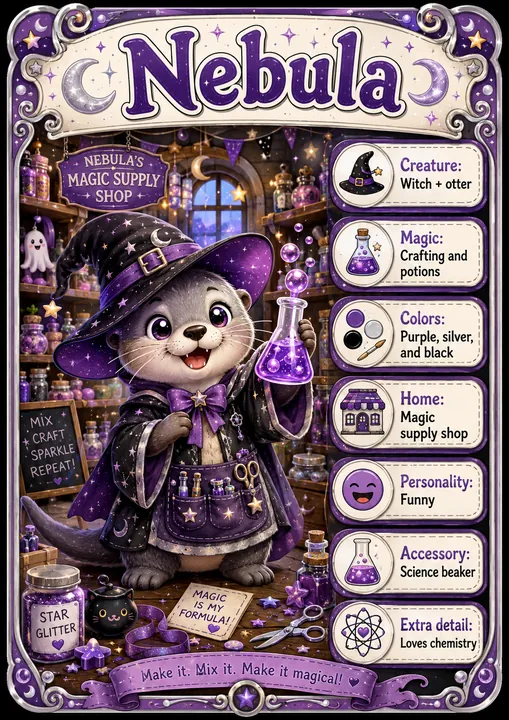 Nebula
NEBULA'S
MAGIC SUPPLY
SHOP
MIX
CRAFT
SPARKLE
REPEAT!
STAR
GLITTER
MAGIC
IS MY
FORMULA!
Creature:
Witch + otter
Magic:
Crafting and
potions
Colors:
Purple, silver,
and black
Home:
Magic
supply shop
Personality:
Funny
Accessory:
Science beaker
Extra detail:
Loves chemistry
Make it. Mix it. Make it magical!